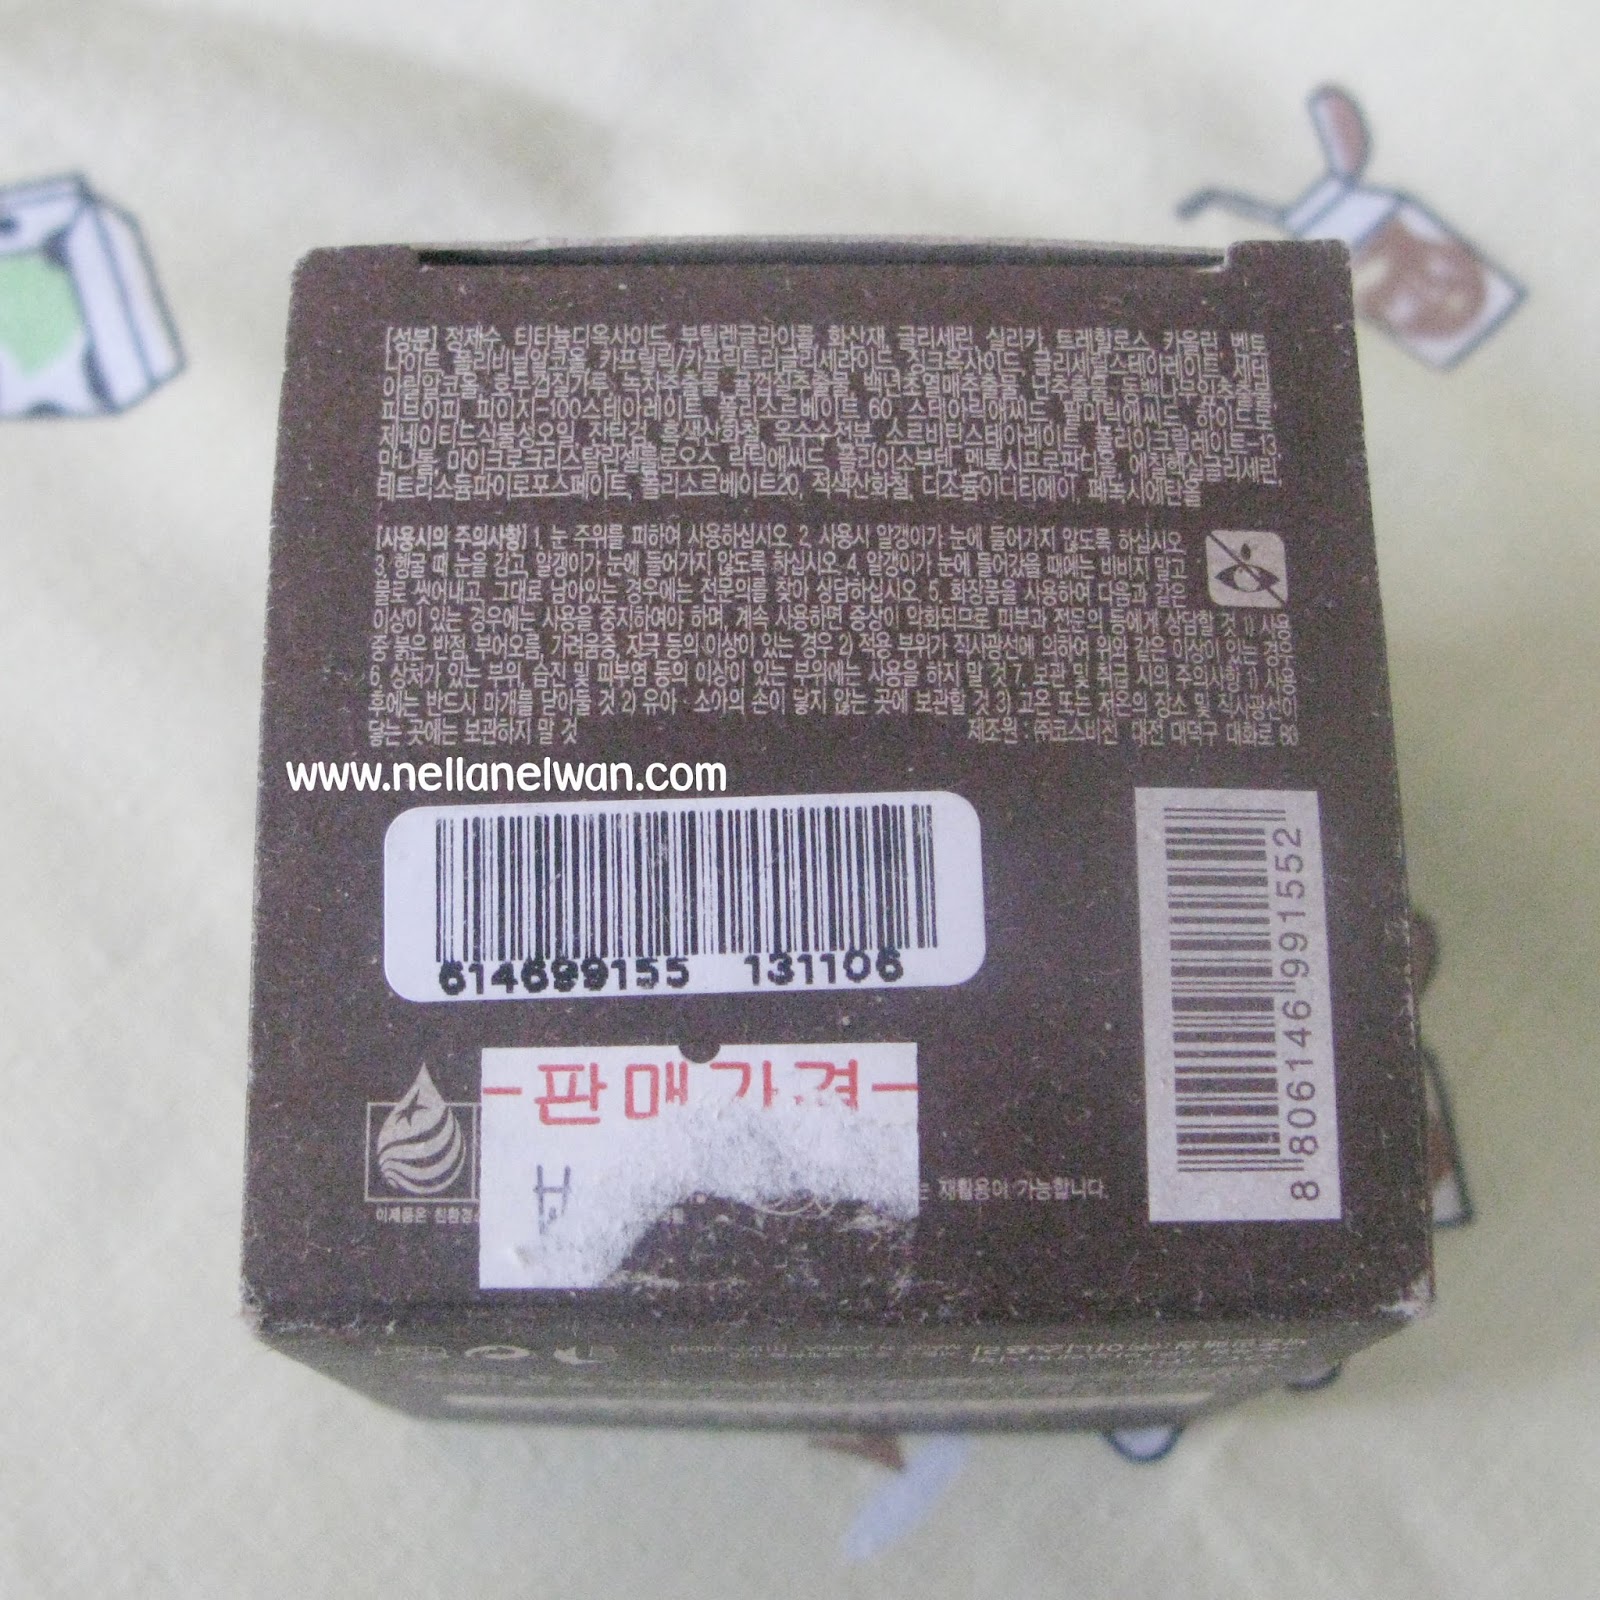 [성분] 정제수, 티타늄디옥사이드, 부틸렌글라이콜, 화산재, 글리세린, 실리카, 트레할로스, 카올린, 베토
나이트, 폴리비닐알코올, 카프릴릭/카프릭트리글리세라이드, 징크옥사이드, 글리세릴스테아레이트, 세테
아릴알코올, 호두껍질가루, 녹차추출물, 귤껍질추출물, 백년초열매추출물,
피브이피, 피이지-100스테아레이트, 폴리소르베이트 60, 스테아릭애씨드, 팔미틱애씨드,
제네이티드식물성오일, 잔탄검, 흑색산화철, 옥수수전분, 소르비탄스테아레이트,
만니톨, 마이크로크리스탈린셀룰로오스, 락틱애씨드, 폴리이소부텐, 메톡시프로판디올, 에칠헥실글리세린,
테트라소듐파이로포스페이트, 폴리소르베이트20, 적색산화철, 디소듐이디티에이, 페녹시에탄올
[사용시의 주의사항] 1. 눈 주위를 피하여 사용하십시오. 2. 사용시 알갱이가 눈에 들어가지 않도록 하십시오.
3. 헹굴 때 눈을 감고, 알갱이가 눈에 들어가지 않도록 하십시오. 4. 알갱이가 눈에 들어갔을 때에는 비비지 말고
물로 씻어내고, 그대로 남아있는 경우에는 전문의를 찾아 상담하십시오. 5. 화장품을 사용하여 다음과 같은
이상이 있는 경우에는 사용을 중지하여야 하며, 계속 사용하면 증상이 악화되므로 피부과 전문의 등에게 상담할 것 1) 사용
중 붉은 반점, 부어오름, 가려움증, 자극 등의 이상이 있는 경우 2) 적용 부위가 직사광선에 의하여 위와 같은 이상이 있는 경우
6. 상처가 있는 부위, 습진 및 피부염 등의 이상이 있는 부위에는 사용을 하지 말 것 7. 보관 및 취급 시의 주의사항 1) 사용
후에는 반드시 마개를 닫아둘 것 2) 유아·소아의 손이 닿지 않는 곳에 보관할 것 3) 고온 또는 저온의 장소 및 직사광선이
닿는 곳에는 보관하지 말 것
제조원 : ㈜코스비전 대전 대덕구 대화로 80
www.nellanelwan.com
614699155 131106
8 806146 991552
판매가격
이제품은 친환경
는 재활용이 가능합니다.